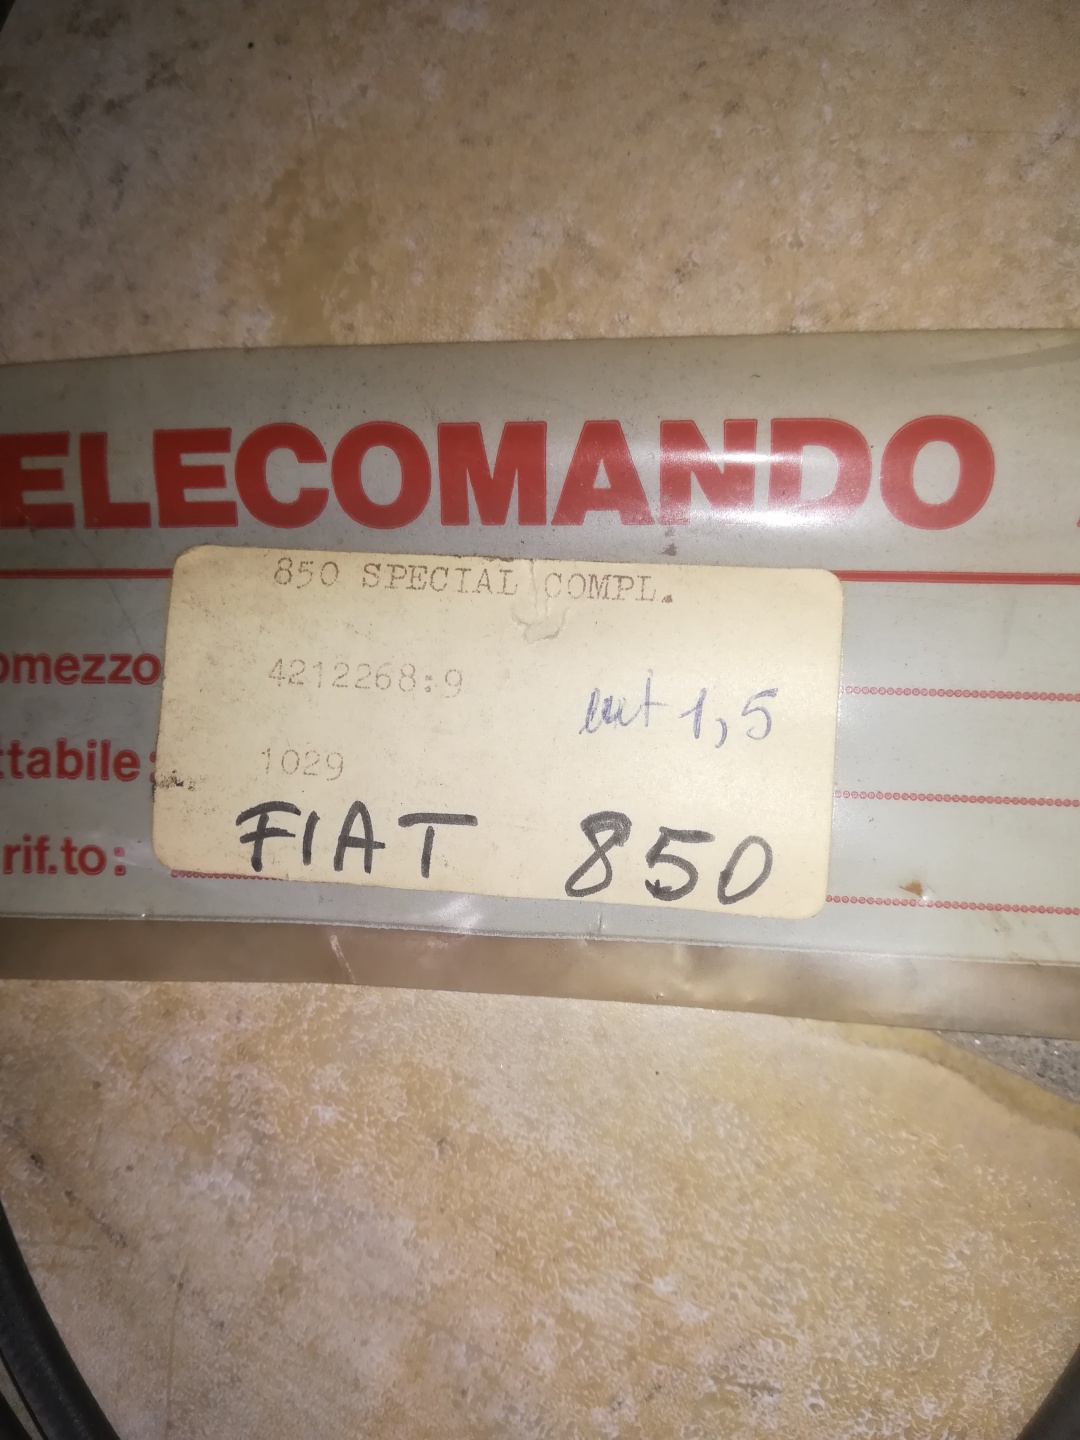 ELECOMANDO
850 SPECIAL COMPL.
omezzo
4212268:9
mt 1,5
ttabile:
1029
FIAT 850
rif.to: